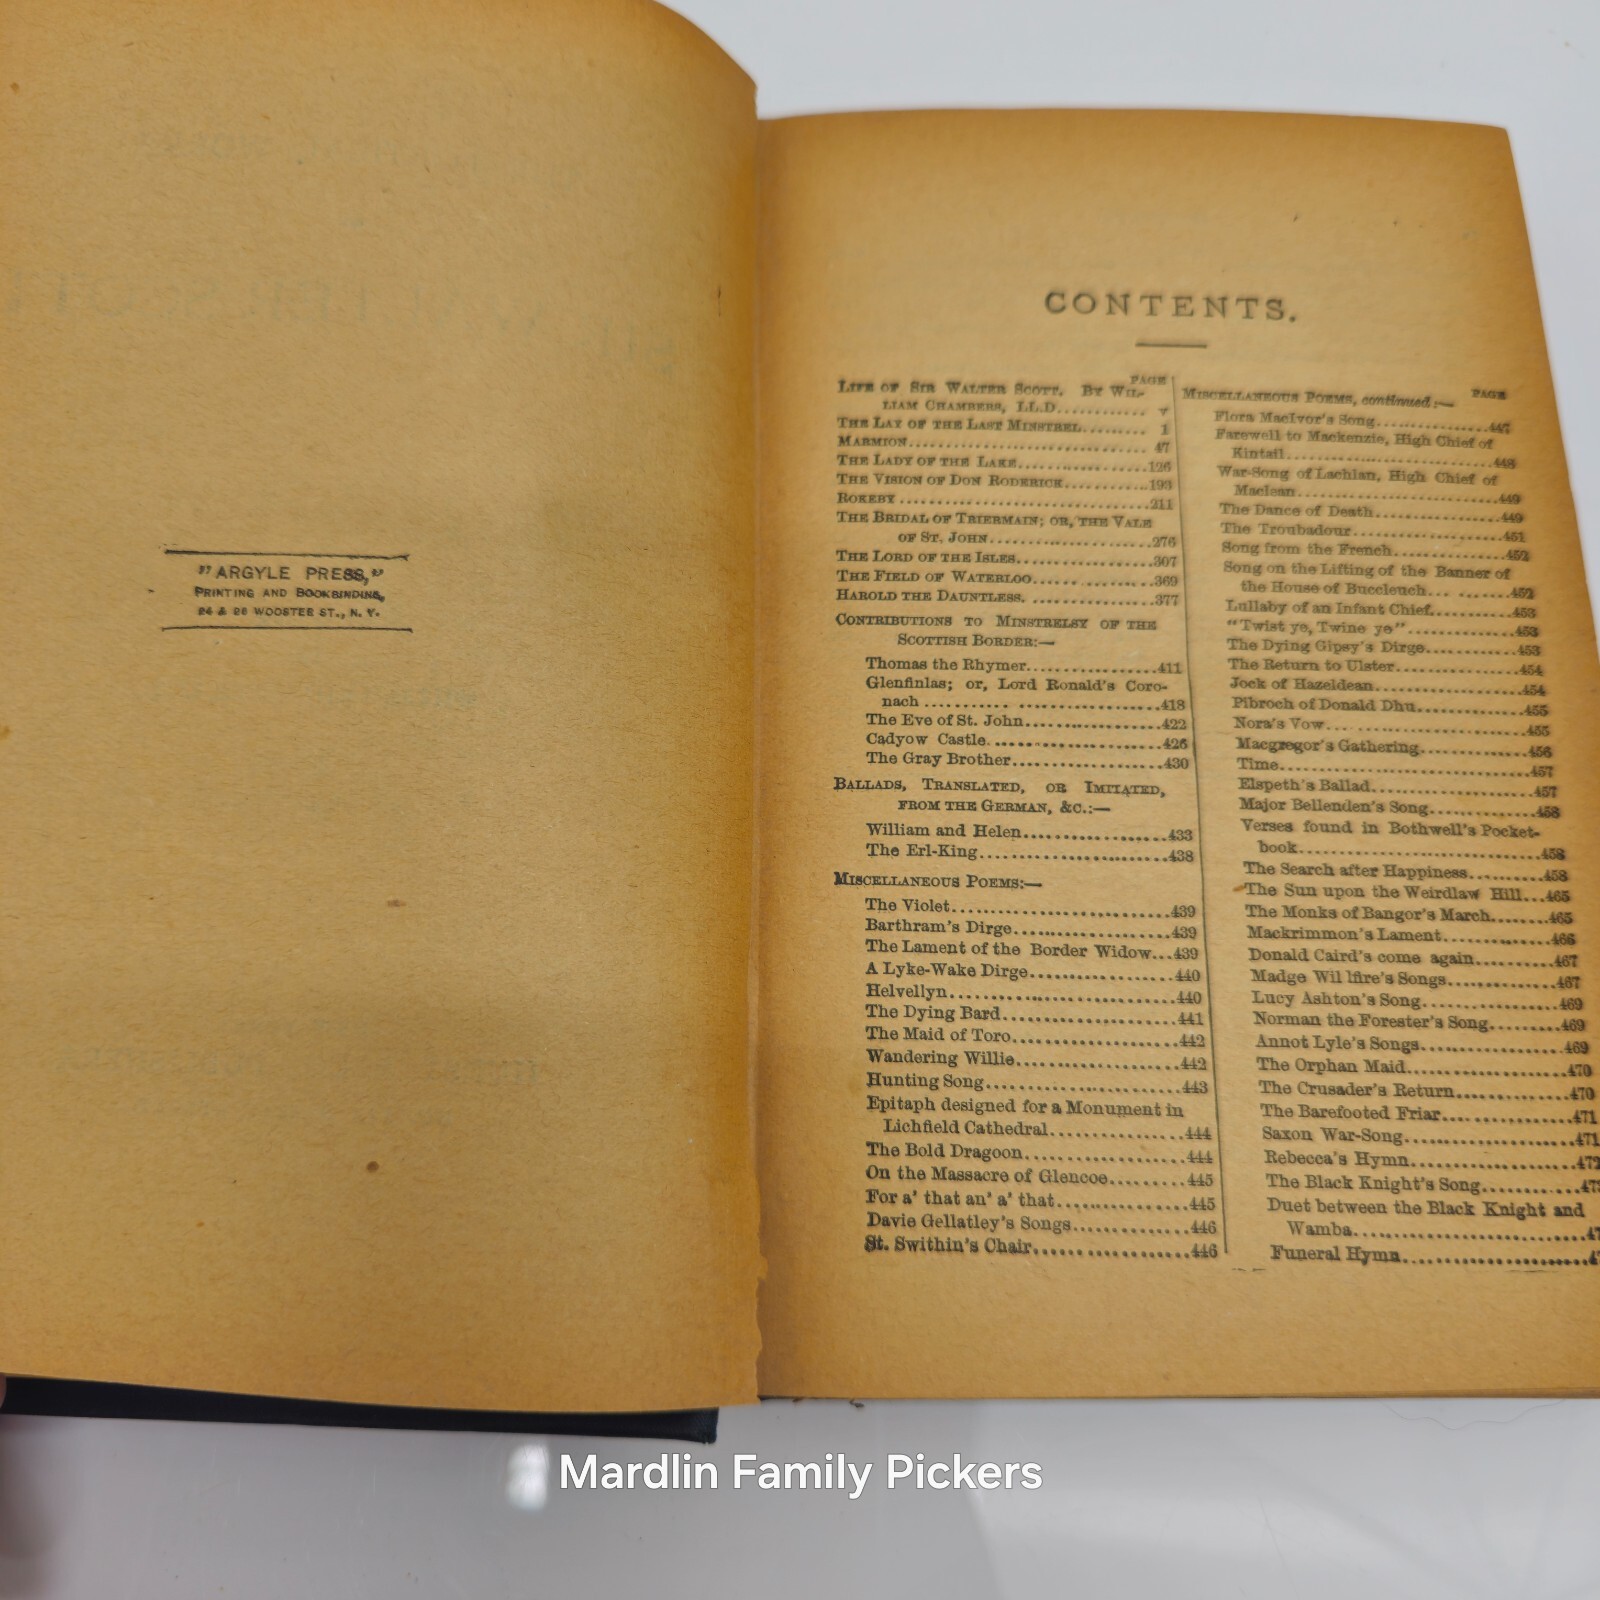 "ARGYLE PRESS,"
PRINTING AND BOOKBINDING,
24 & 26 WOOSTER ST., N. Y.
CONTENTS.
PAGE
LIFE OF SIR WALTER SCOTT. BY WIL-
LIAM CHAMBERS, LL.D............ v
THE LAY OF THE LAST MINSTREL......... 1
MARMION.................................. 47
THE LADY OF THE LAKE..................126
THE VISION OF DON RODERICK...........193
ROKEBY ..................................211
THE BRIDAL OF TRIERMAIN; OR, THE VALE
OF ST. JOHN.......................276
THE LORD OF THE ISLES..................307
THE FIELD OF WATERLOO...... .........369
HAROLD THE DAUNTLESS. ................377
CONTRIBUTIONS TO MINSTRELSY OF THE
SCOTTISH BORDER:—
Thomas the Rhymer.................411
Glenfinlas; or, Lord Ronald's Coro-
nach ........... ...................418
The Eve of St. John..................422
Cadyow Castle.......................426
The Gray Brother....................430
BALLADS, TRANSLATED, OR IMITATED,
FROM THE GERMAN, &C.:—
William and Helen...................433
The Erl-King.........................438
MISCELLANEOUS POEMS:—
The Violet............................439
Barthram's Dirge.....................439
The Lament of the Border Widow...439
A Lyke-Wake Dirge..................440
Helvellyn.............................440
The Dying Bard......................441
The Maid of Toro.....................442
Wandering Willie.....................442
Hunting Song.........................443
Epitaph designed for a Monument in
Lichfield Cathedral................444
The Bold Dragoon....................444
On the Massacre of Glencoe.........445
For a' that an' a' that................445
Davie Gellatley's Songs..............446
St. Swithin's Chair...................446
MISCELLANEOUS POEMS, continued:— PAGE
Flora MacIvor's Song.................447
Farewell to Mackenzie, High Chief of
Kintail.............................448
War-Song of Lachlan, High Chief of
Maclean............................449
The Dance of Death..................449
The Troubadour......................451
Song from the French................452
Song on the Lifting of the Banner of
the House of Buccleuch... .......452
Lullaby of an Infant Chief...........453
"Twist ye, Twine ye"................453
The Dying Gipsy's Dirge.............453
The Return to Ulster.................454
Jock of Hazeldean....................454
Pibroch of Donald Dhu...............455
Nora's Vow... .......................455
Macgregor's Gathering...............456
Time..................................457
Elspeth's Ballad......................457
Major Bellenden's Song..............458
Verses found in Bothwell's Pocket-
book................................458
The Search after Happiness.........458
The Sun upon the Weirdlaw Hill...465
The Monks of Bangor's March.......465
Mackrimmon's Lament..............466
Donald Caird's come again..........467
Madge Wil lfire's Songs..............467
Lucy Ashton's Song..................469
Norman the Forester's Song.........469
Annot Lyle's Songs...................469
The Orphan Maid....................470
The Crusader's Return...............470
The Barefooted Friar.................471
Saxon War-Song......................471
Rebecca's Hymn.....................472
The Black Knight's Song............
Duet between the Black Knight and
Wamba............................
Funeral Hymn.......................
Mardlin Family Pickers